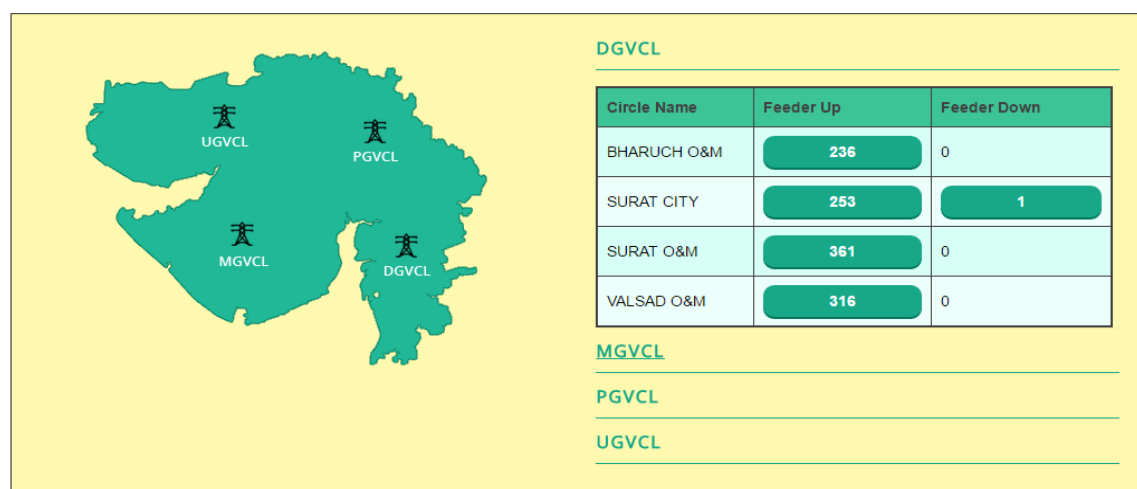 UGVCL
PGVCL
MGVCL
DGVCL
DGVCL
Circle Name Feeder Up Feeder Down
BHARUCH O&M 236 0
SURAT CITY 253 1
SURAT O&M 361 0
VALSAD O&M 316 0
MGVCL
PGVCL
UGVCL